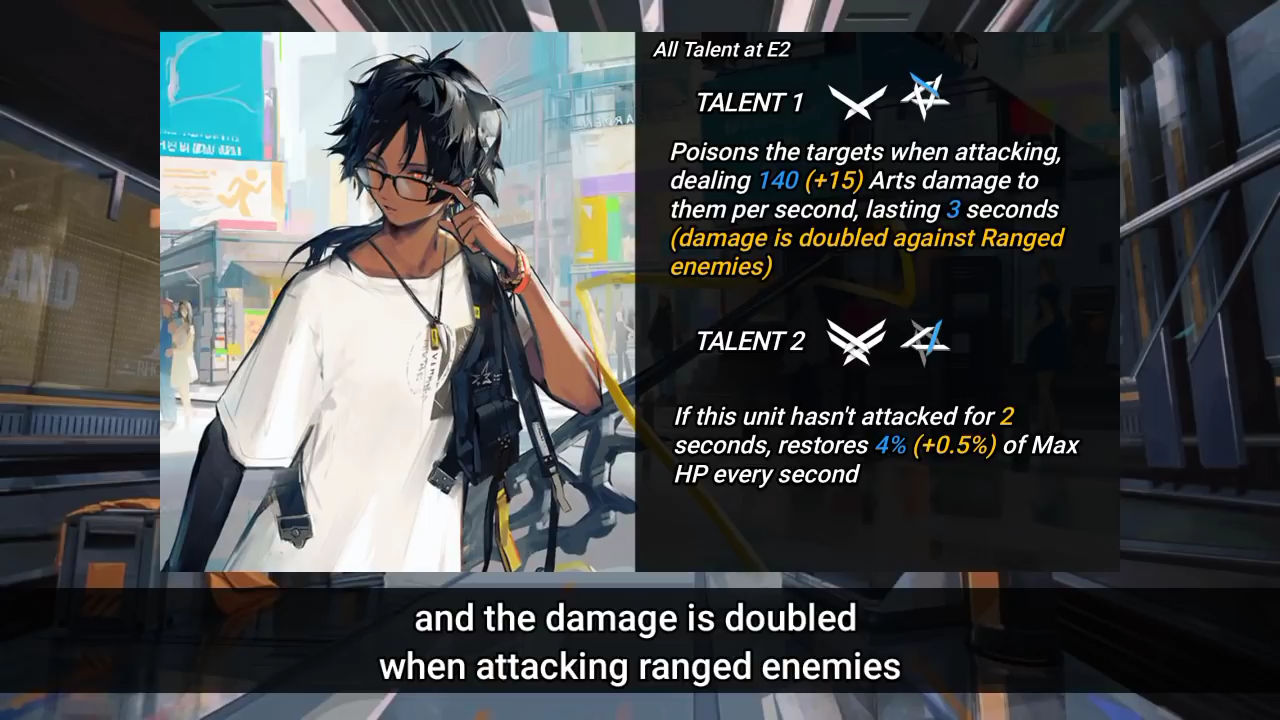 All Talent at E2
TALENT 1
Poisons the targets when attacking,
dealing 140 (+15) Arts damage to
them per second, lasting 3 seconds
(damage is doubled against Ranged
enemies)
TALENT 2
If this unit hasn't attacked for 2
seconds, restores 4% (+0.5%) of Max
HP every second
AND
and the damage is doubled
when attacking ranged enemies